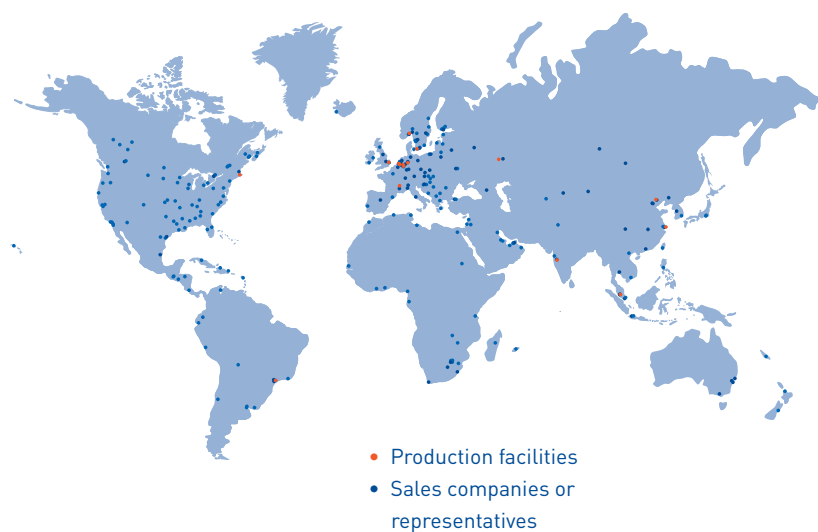 Production facilities
Sales companies or
representatives